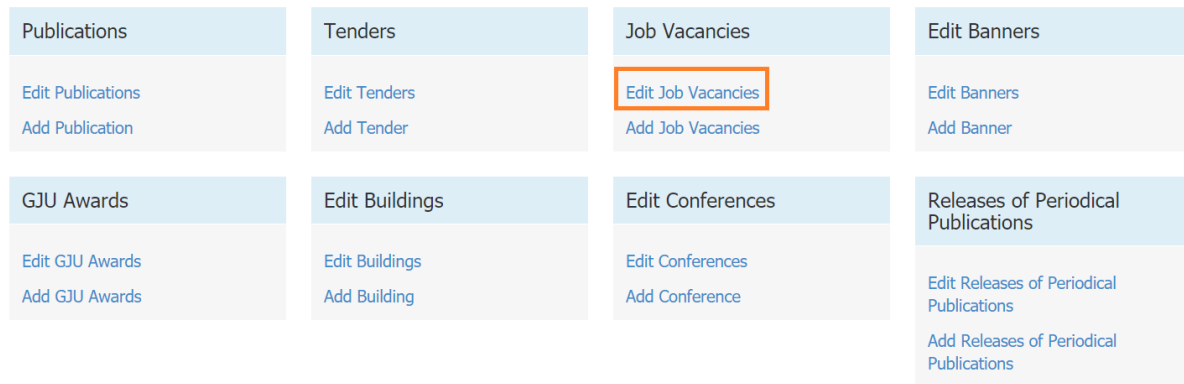 Publications
Edit Publications
Add Publication
Tenders
Edit Tenders
Add Tender
Job Vacancies
Edit Job Vacancies
Add Job Vacancies
Edit Banners
Edit Banners
Add Banner
GJU Awards
Edit GJU Awards
Add GJU Awards
Edit Buildings
Edit Buildings
Add Building
Edit Conferences
Edit Conferences
Add Conference
Releases of Periodical
Publications
Edit Releases of Periodical
Publications
Add Releases of Periodical
Publications